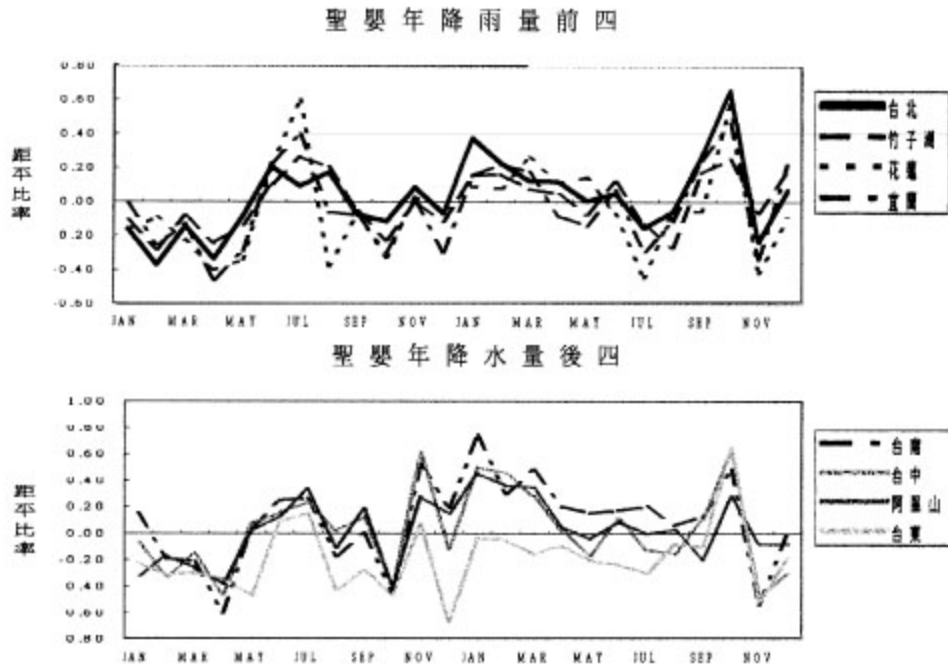 聖嬰年降雨量前四
距平比率
0.80
0.60
0.40
0.20
0.00
0.20
-0.40
-0.60
JAN MAR MAY JUL SEP NOV JAN MAR MAY JUL SEP NOV
台北
竹子湖
花蓮
宜蘭
聖嬰年降水量後四
距平比率
1.00
0.80
0.60
0.40
0.20
0.00
-0.20
0.40
0.60
0.80
JAN MAR MAY JUL SEP NOV JAN MAR MAY JUL SEP NOV
台南
台中
阿里山
台東